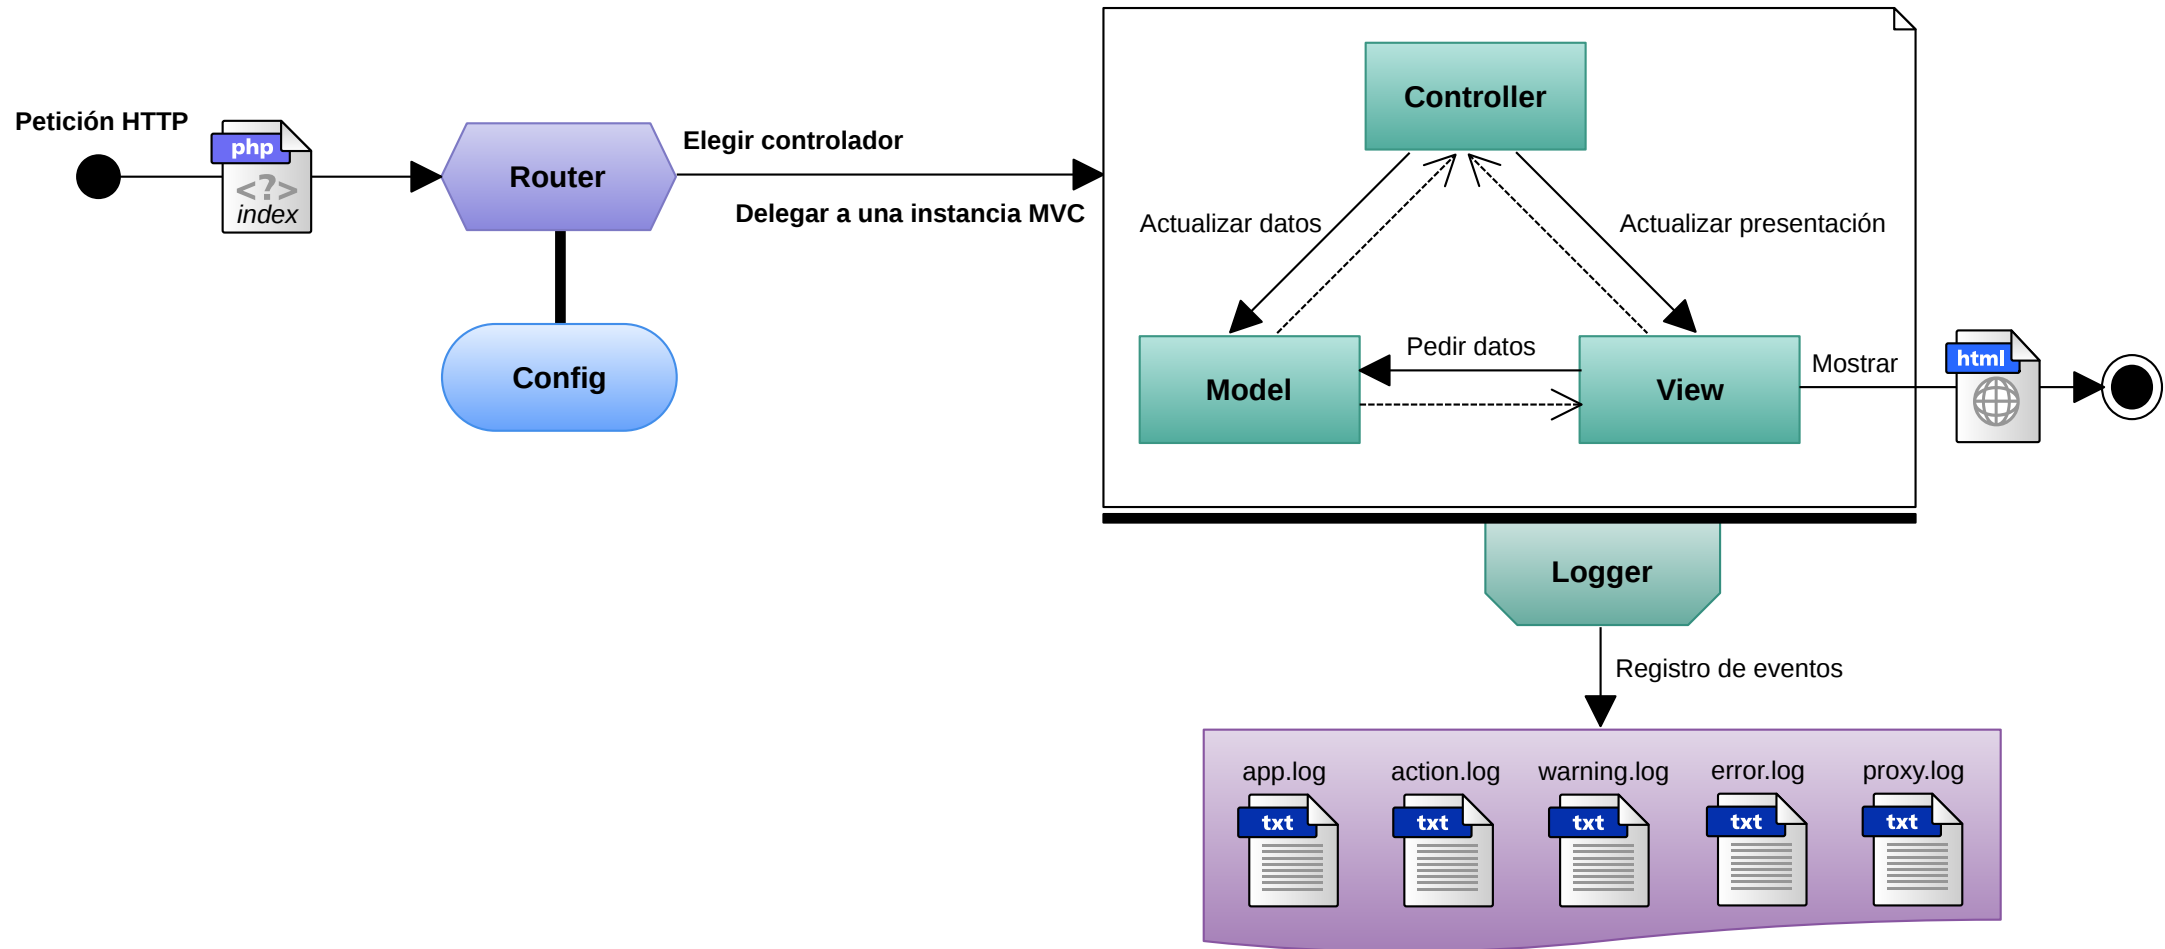 Petición HTTP
php
<?>
index
Router
Config
Elegir controlador
Delegar a una instancia MVC
Controller
Actualizar datos
Actualizar presentación
Pedir datos
Model
View
Mostrar
html
Logger
Registro de eventos
app.log
action.log
warning.log
error.log
proxy.log
txt
txt
txt
txt
txt